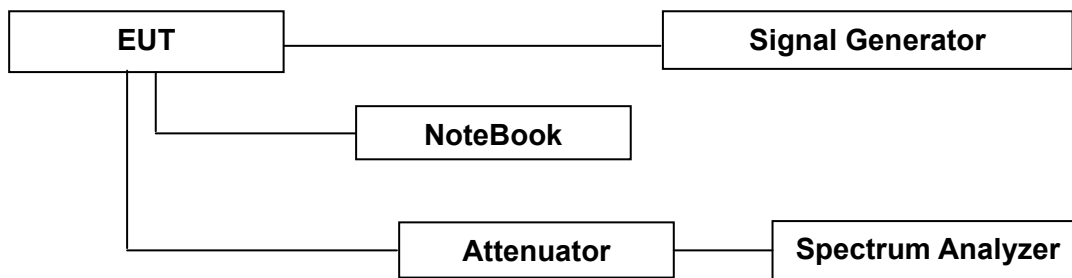 EUT
Signal Generator
NoteBook
Attenuator
Spectrum Analyzer